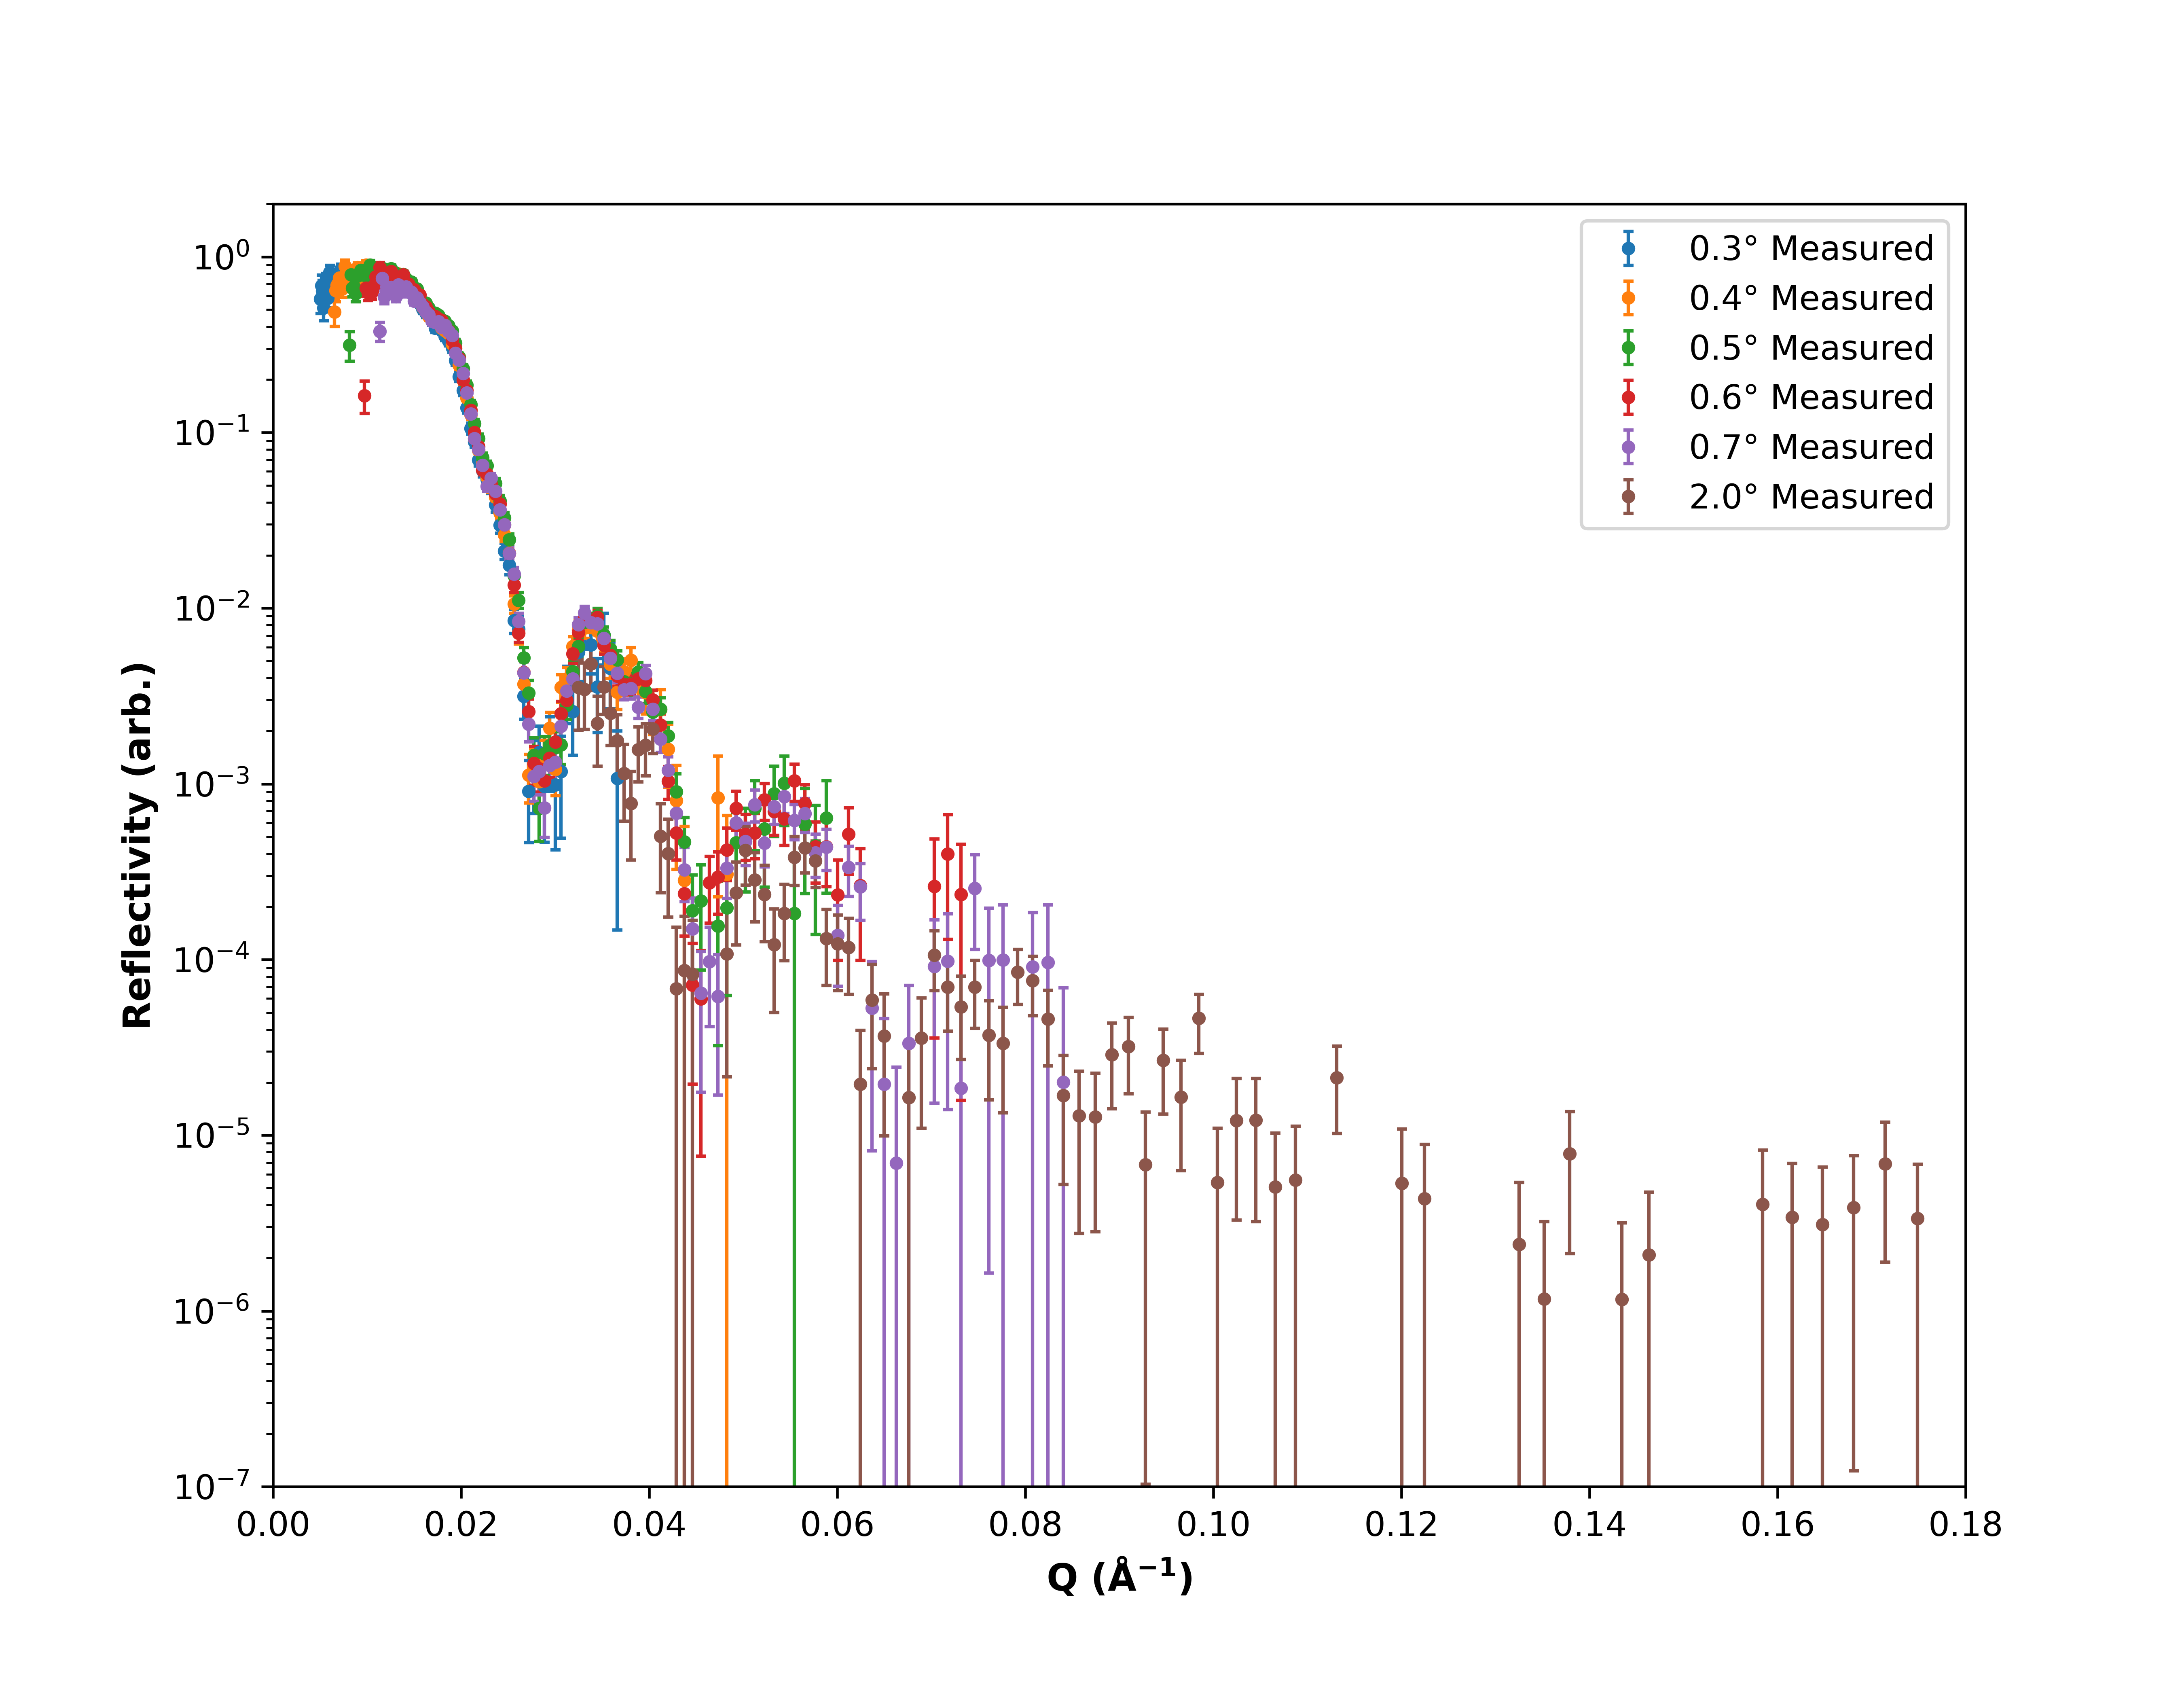 0.3° Measured
0.4° Measured
0.5° Measured
0.6° Measured
0.7° Measured
2.0° Measured
Reflectivity (arb.)
10⁰
10⁻¹
10⁻²
10⁻³
10⁻⁴
10⁻⁵
10⁻⁶
10⁻⁷
0.00 0.02 0.04 0.06 0.08 0.10 0.12 0.14 0.16 0.18
Q (Å⁻¹)